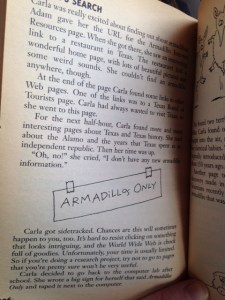 'S SEARCH
Carla was really excited about finding out about
Adam gave her the URL for the Armadillo
Resources page. When she got there, she saw
link to a restaurant in Texas. The restaurant
wonderful home page, with lots of beautiful
some weird sounds. She couldn't find
anywhere, though.
At the end of the page Carla found some links to
Web pages. One of the links was to a Texas
Tourists page. Carla had always wanted to visit Texas, so
she went to this page.
For the next half-hour, Carla found more and more
interesting pages about Texas and Texas history. She
about the Alamo and the years that Texas spent as an
independent republic. Then her time was up.
"Oh, no!" she cried, "I don't have any new armadillo
information."
ARMADILLOS ONLY
Carla got sidetracked. Chances are this will sometimes
happen to you, too. It's hard to resist clicking on something
that looks intriguing, and the World Wide Web is chock
full of goodies. Unfortunately, your time is usually limited.
So if you're doing a research project, try not to go to pages
that you're pretty sure won't be very useful.
Carla decided to go back to the computer lab after
school. She wrote a big sign for herself that said Armadillos
Only and taped it next to the computer.